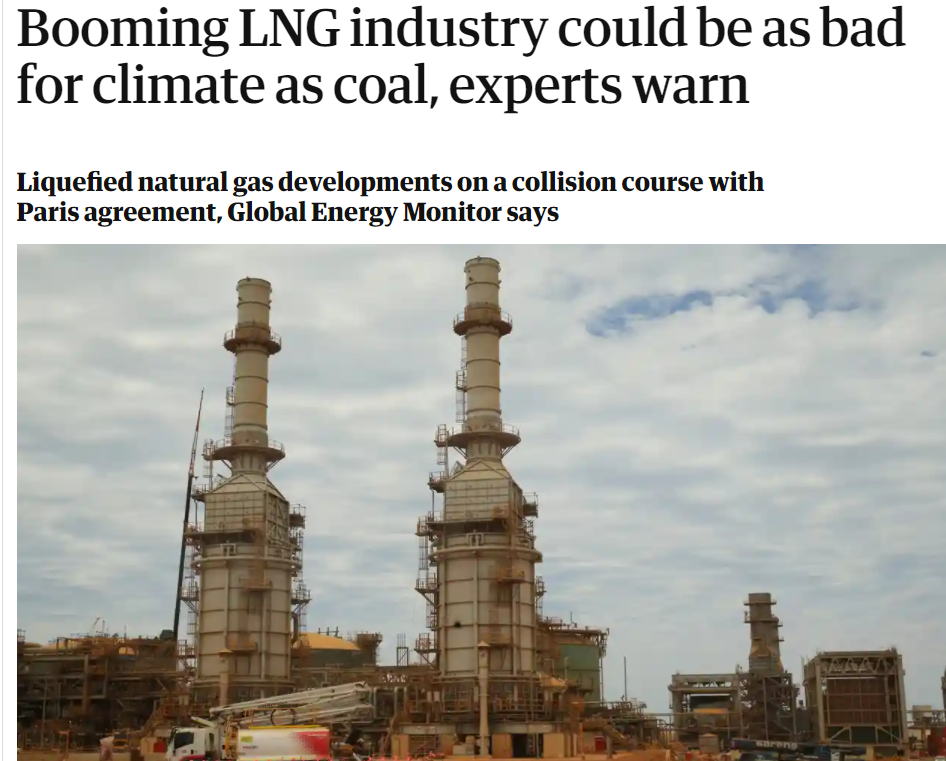 Booming LNG industry could be as bad
for climate as coal, experts warn
Liquefied natural gas developments on a collision course with
Paris agreement, Global Energy Monitor says